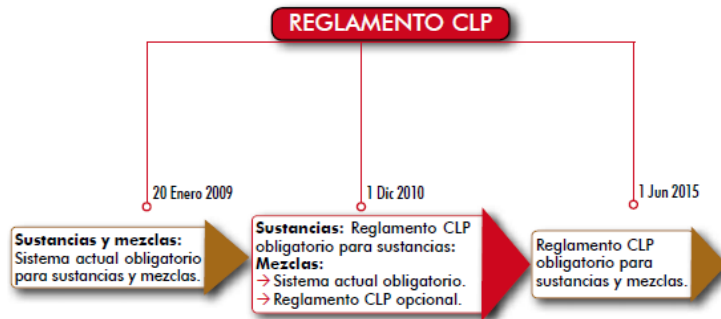 REGLAMENTO CLP
20 Enero 2009
1 Dic 2010
1 Jun 2015
Sustancias y mezclas:
Sistema actual obligatorio
para sustancias y mezclas.
Sustancias: Reglamento CLP
obligatorio para sustancias:
Mezclas:
→ Sistema actual obligatorio.
→ Reglamento CLP opcional.
Reglamento CLP
obligatorio para
sustancias y mezclas.